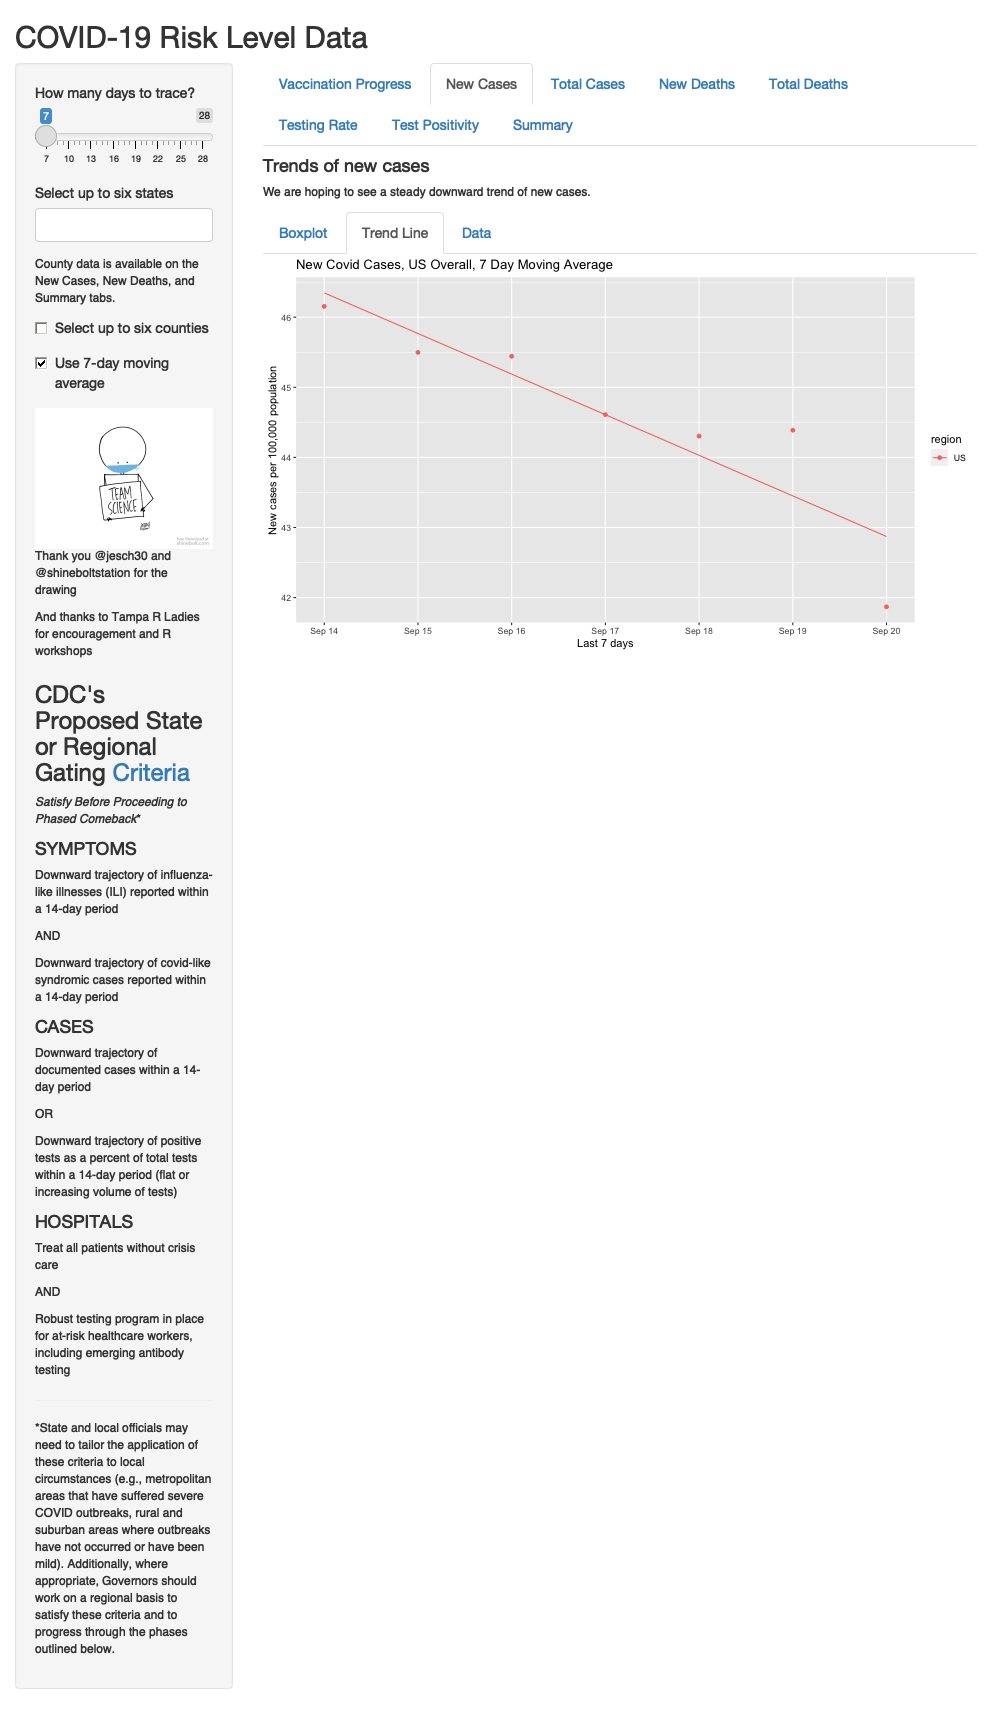 COVID-19 Risk Level Data
How many days to trace?
7
28
7 10 13 16 19 22 25 28
Select up to six states
County data is available on the
New Cases, New Deaths, and
Summary tabs.
Select up to six counties
Use 7-day moving
average
TEAM
SCIENCE
free download at
shinebolt.com
Thank you @jesch30 and
@shineboltstation for the
drawing
And thanks to Tampa R Ladies
for encouragement and R
workshops
CDC's
Proposed State
or Regional
Gating Criteria
Satisfy Before Proceeding to
Phased Comeback*
SYMPTOMS
Downward trajectory of influenza-
like illnesses (ILI) reported within
a 14-day period
AND
Downward trajectory of covid-like
syndromic cases reported within
a 14-day period
CASES
Downward trajectory of
documented cases within a 14-
day period
OR
Downward trajectory of positive
tests as a percent of total tests
within a 14-day period (flat or
increasing volume of tests)
HOSPITALS
Treat all patients without crisis
care
AND
Robust testing program in place
for at-risk healthcare workers,
including emerging antibody
testing
*State and local officials may
need to tailor the application of
these criteria to local
circumstances (e.g., metropolitan
areas that have suffered severe
COVID outbreaks, rural and
suburban areas where outbreaks
have not occurred or have been
mild). Additionally, where
appropriate, Governors should
work on a regional basis to
satisfy these criteria and to
progress through the phases
outlined below.
Vaccination Progress New Cases Total Cases New Deaths Total Deaths
Testing Rate Test Positivity Summary
Trends of new cases
We are hoping to see a steady downward trend of new cases.
Boxplot Trend Line Data
New Covid Cases, US Overall, 7 Day Moving Average
New cases per 100,000 population
46
45
44
43
42
Sep 14 Sep 15 Sep 16 Sep 17 Sep 18 Sep 19 Sep 20
Last 7 days
region
US